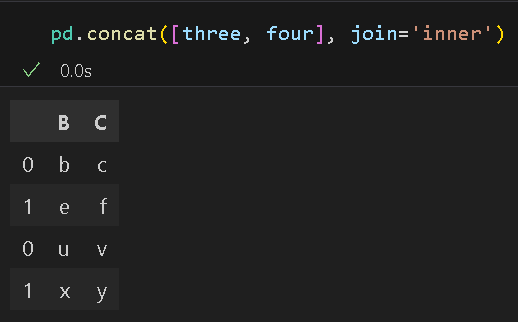 pd.concat([three, four], join='inner')
0.0s
B C
0 b c
1 e f
0 u v
1 x y